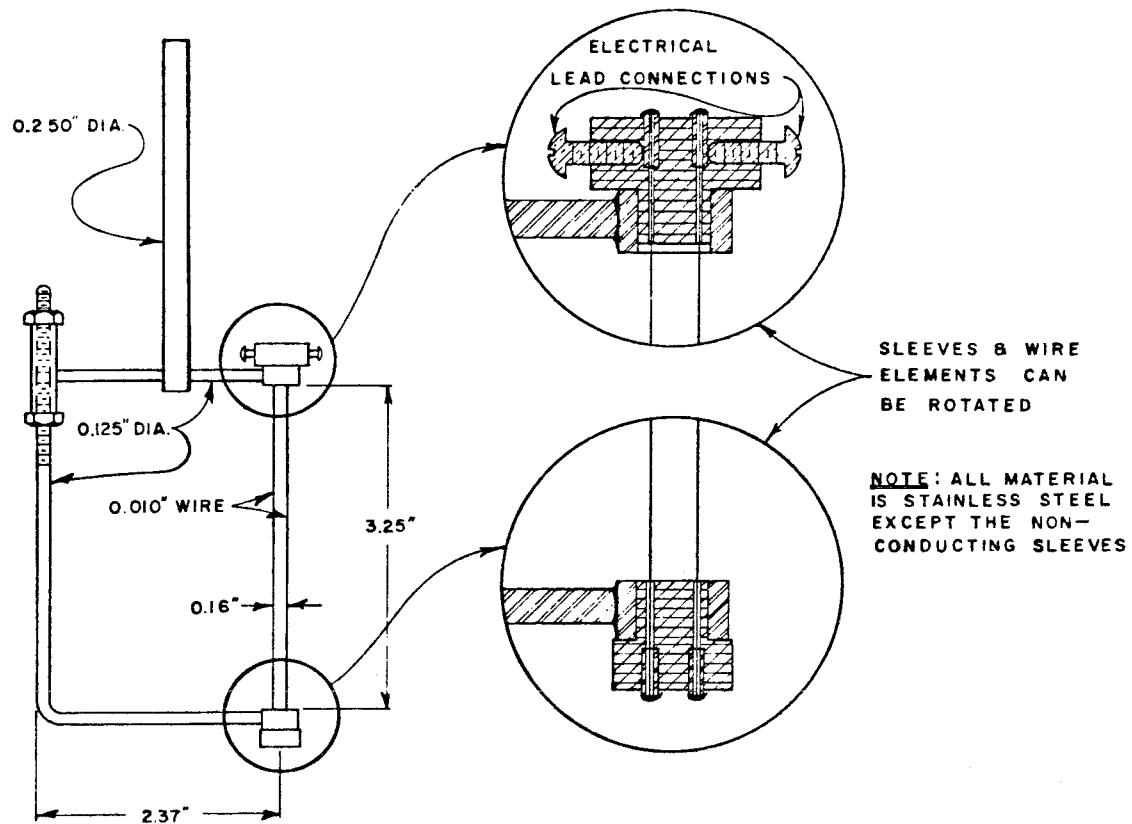 ELECTRICAL
LEAD CONNECTIONS
0.250" DIA.
SLEEVES & WIRE
ELEMENTS CAN
BE ROTATED
0.125" DIA.
NOTE: ALL MATERIAL
IS STAINLESS STEEL
EXCEPT THE NON-
CONDUCTING SLEEVES
0.010" WIRE
3.25"
0.16"
2.37"